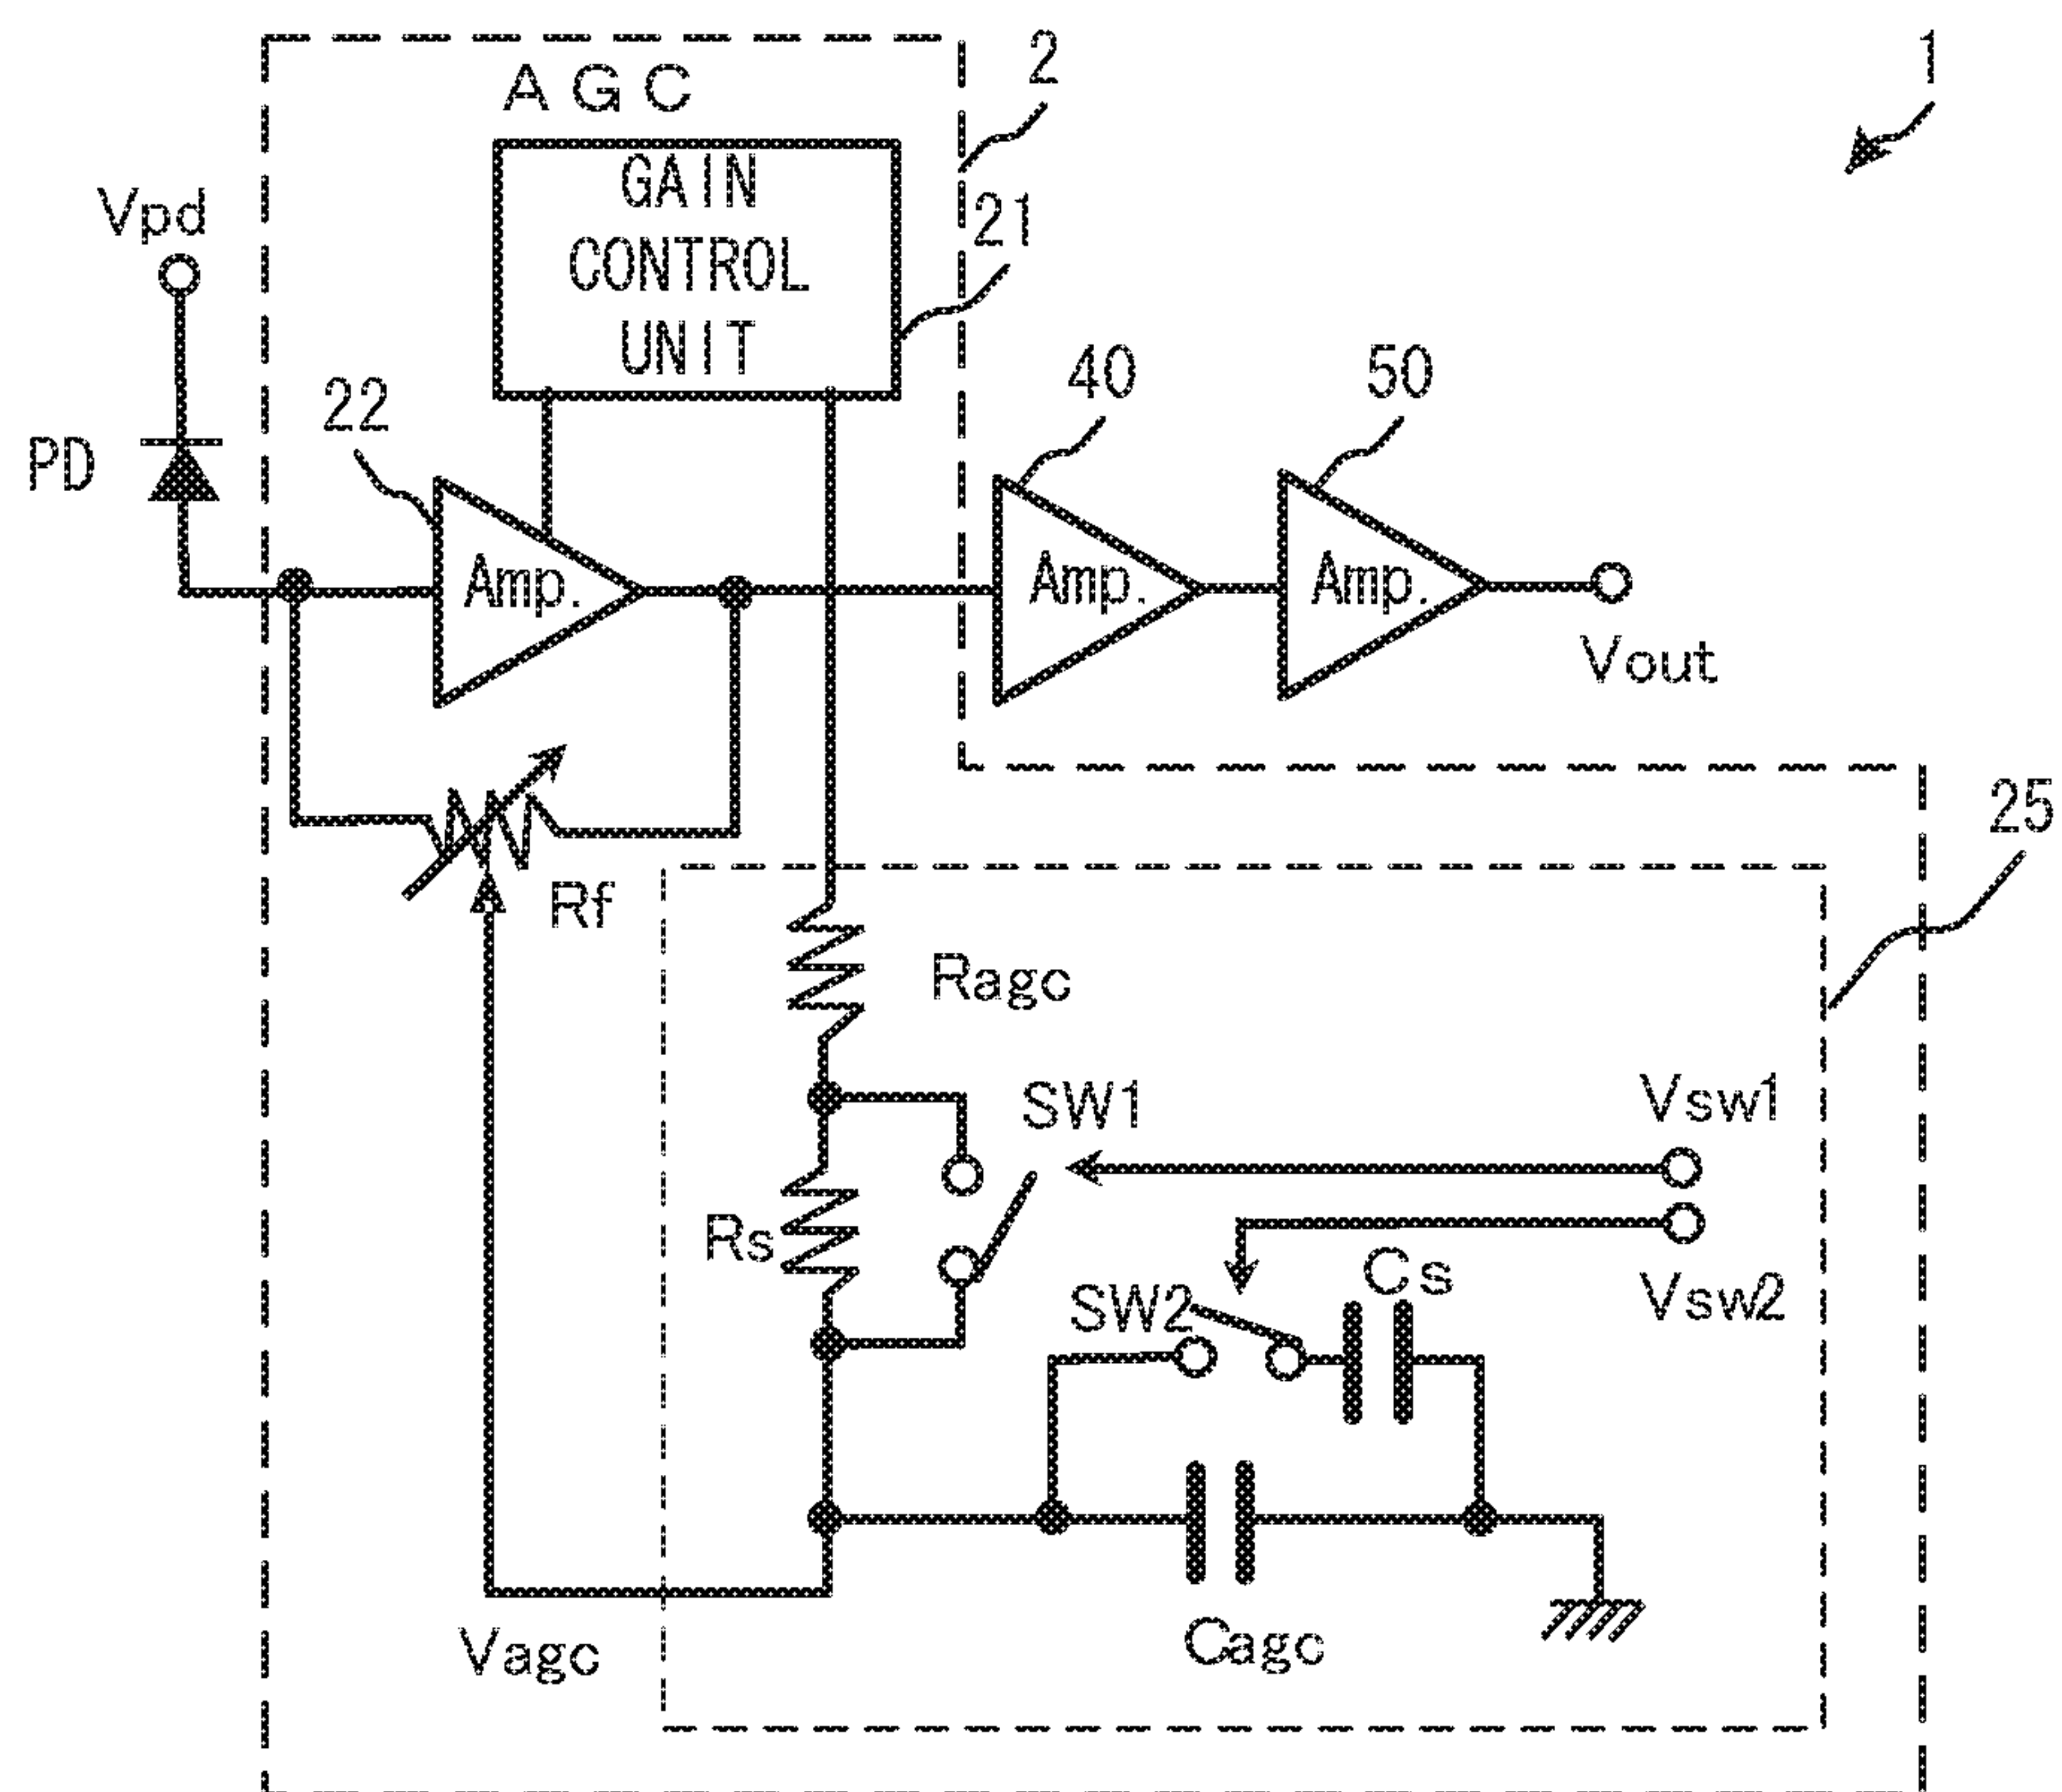 AGC
2
1
GAIN
CONTROL
UNIT
Vpd
21
22
40
50
PD
Amp.
Amp.
Amp.
Vout
25
Rf
Ragc
SW1
Vsw1
Rs
Cs
SW2
Vsw2
Vagc
Cagc